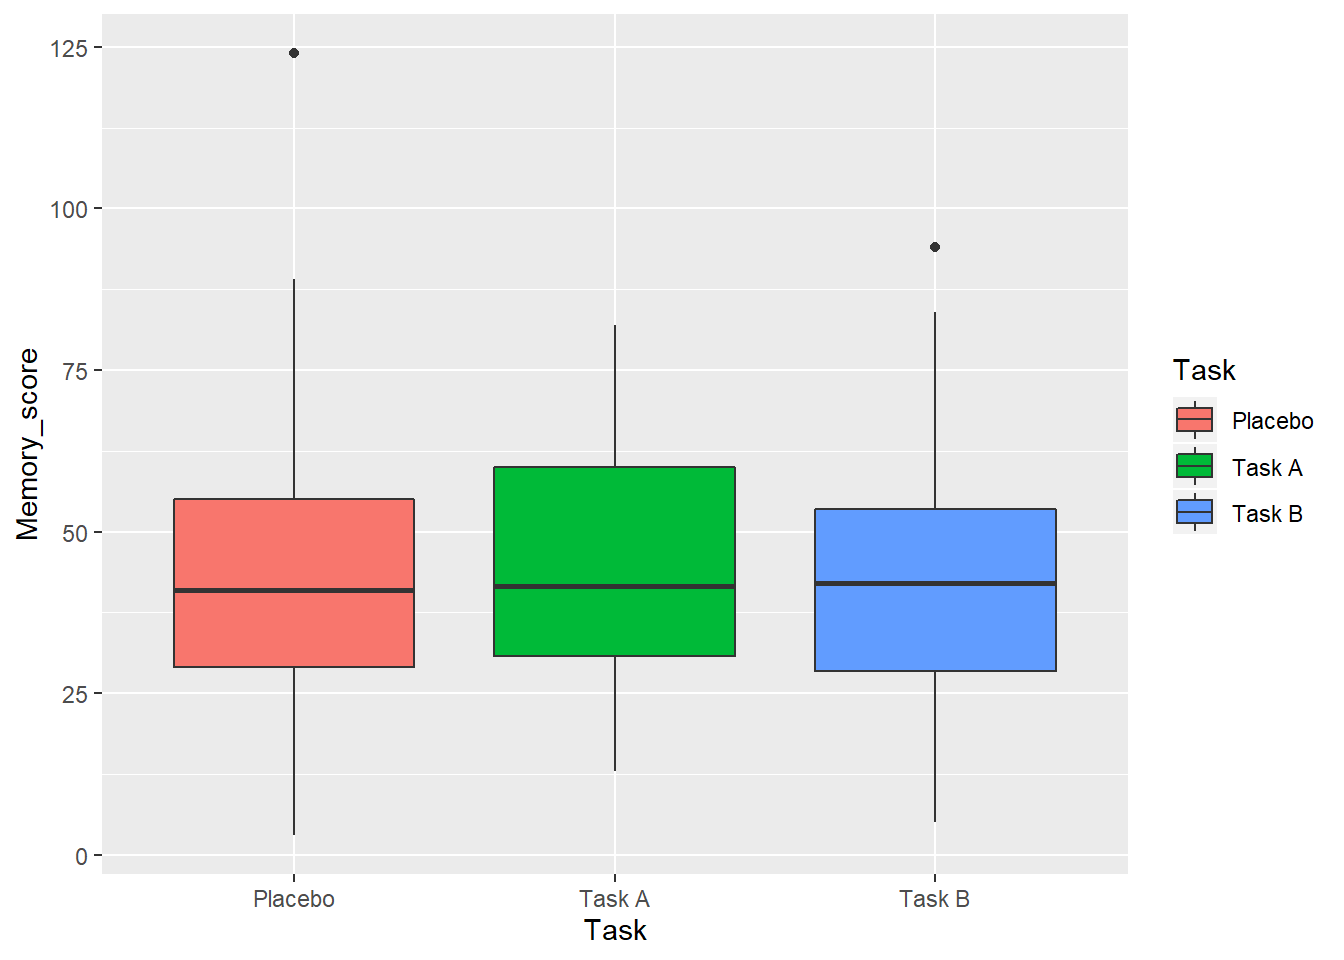 Memory_score
125
100
75
50
25
0
Placebo
Task A
Task B
Task
Task
Placebo
Task A
Task B